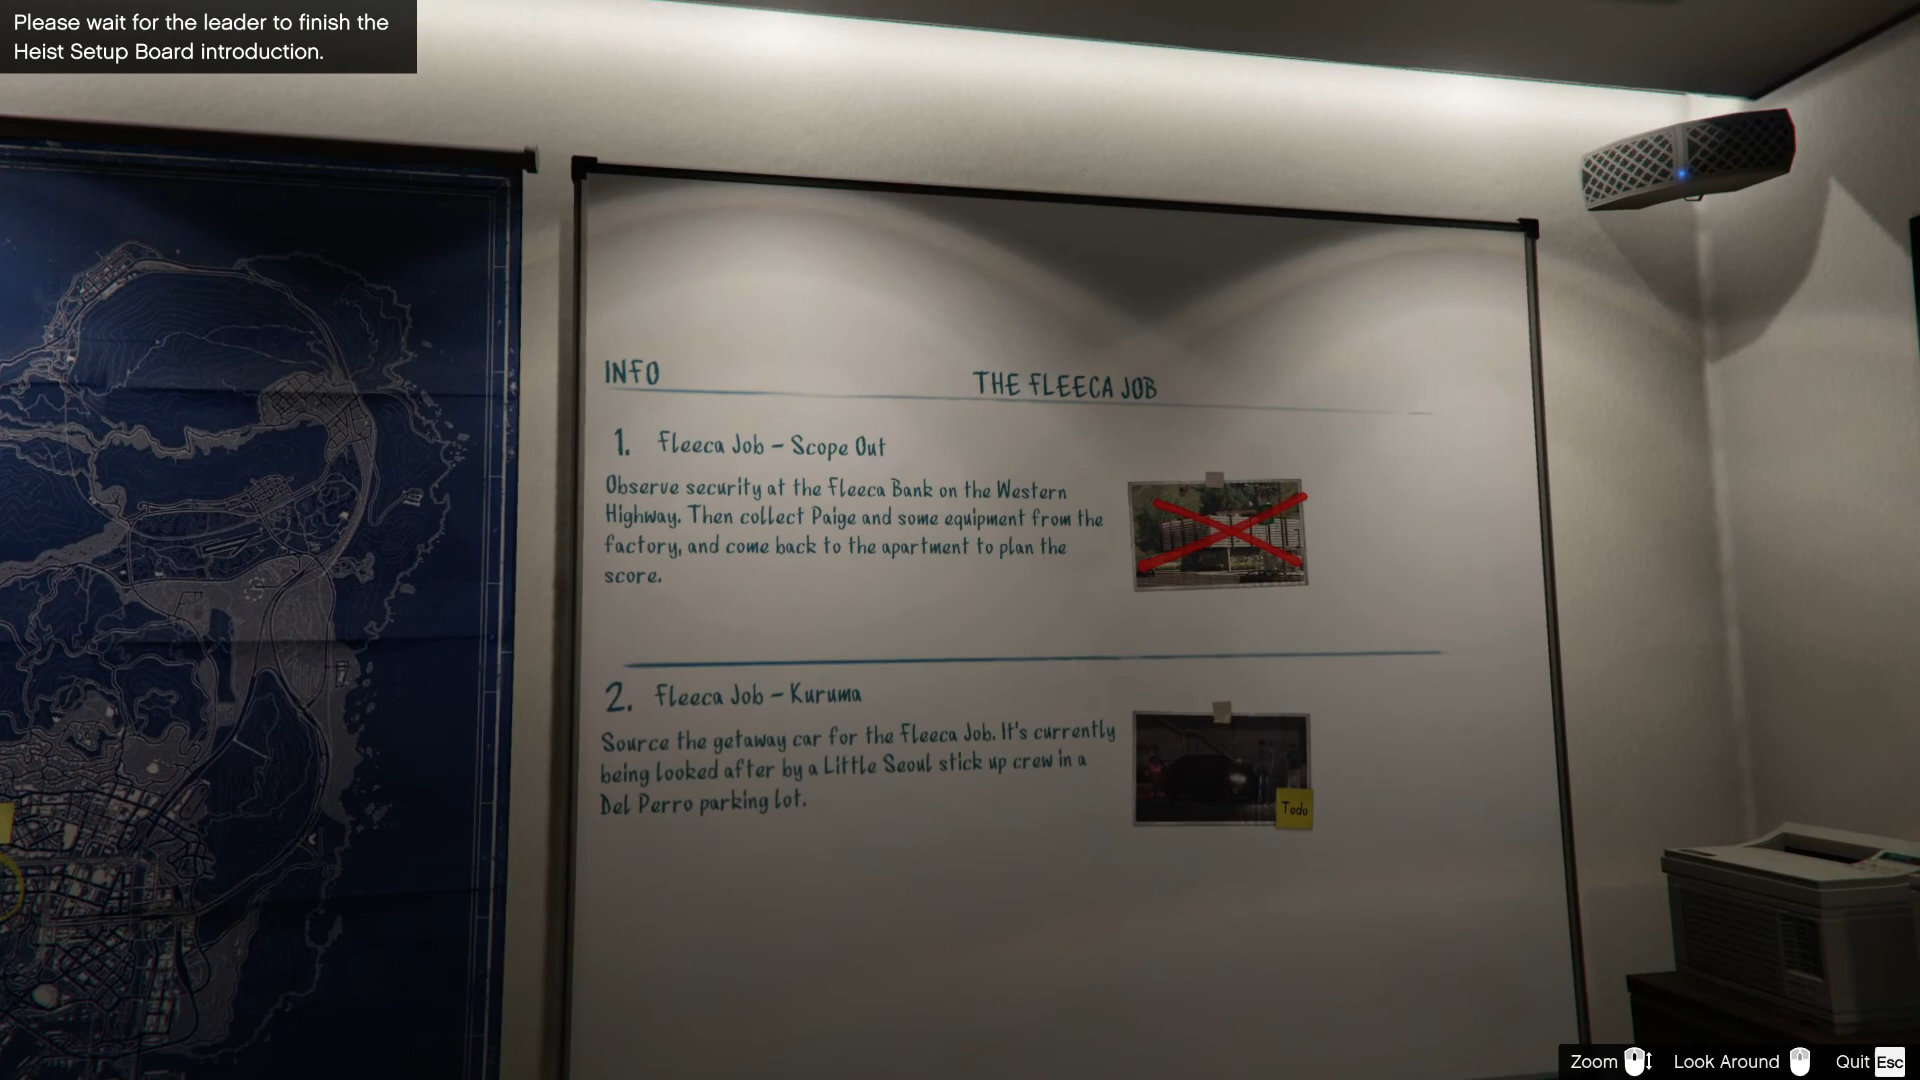 Please wait for the leader to finish the
Heist Setup Board introduction.
INFO
THE FLEECA JOB
1. Fleeca Job – Scope Out
Observe security at the Fleeca Bank on the Western
Highway. Then collect Paige and some equipment from the
factory, and come back to the apartment to plan the
score.
2. Fleeca Job – Kuruma
Source the getaway car for the Fleeca Job. It's currently
being looked after by a Little Seoul stick up crew in a
Del Perro parking lot.
Todo
Zoom Look Around Quit Esc